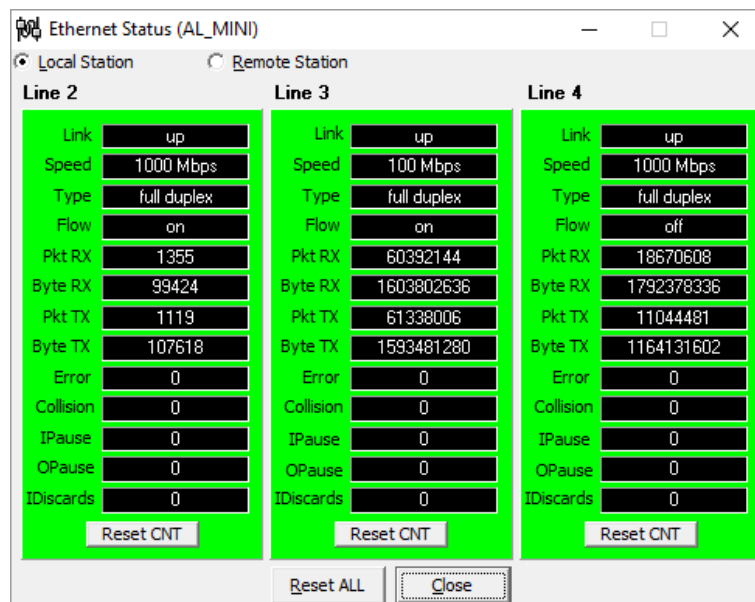 Ethernet Status (AL_MINI)
Local Station Remote Station
Line 2 Line 3 Line 4
Link up Link up Link up
Speed 1000 Mbps Speed 100 Mbps Speed 1000 Mbps
Type full duplex Type full duplex Type full duplex
Flow on Flow on Flow off
Pkt RX 1355 Pkt RX 60392144 Pkt RX 18670608
Byte RX 99424 Byte RX 1603802636 Byte RX 1792378336
Pkt TX 1119 Pkt TX 61338006 Pkt TX 11044481
Byte TX 107618 Byte TX 1593481280 Byte TX 1164131602
Error 0 Error 0 Error 0
Collision 0 Collision 0 Collision 0
IPause 0 IPause 0 IPause 0
OPause 0 OPause 0 OPause 0
IDiscards 0 IDiscards 0 IDiscards 0
Reset CNT Reset CNT Reset CNT
Reset ALL Close